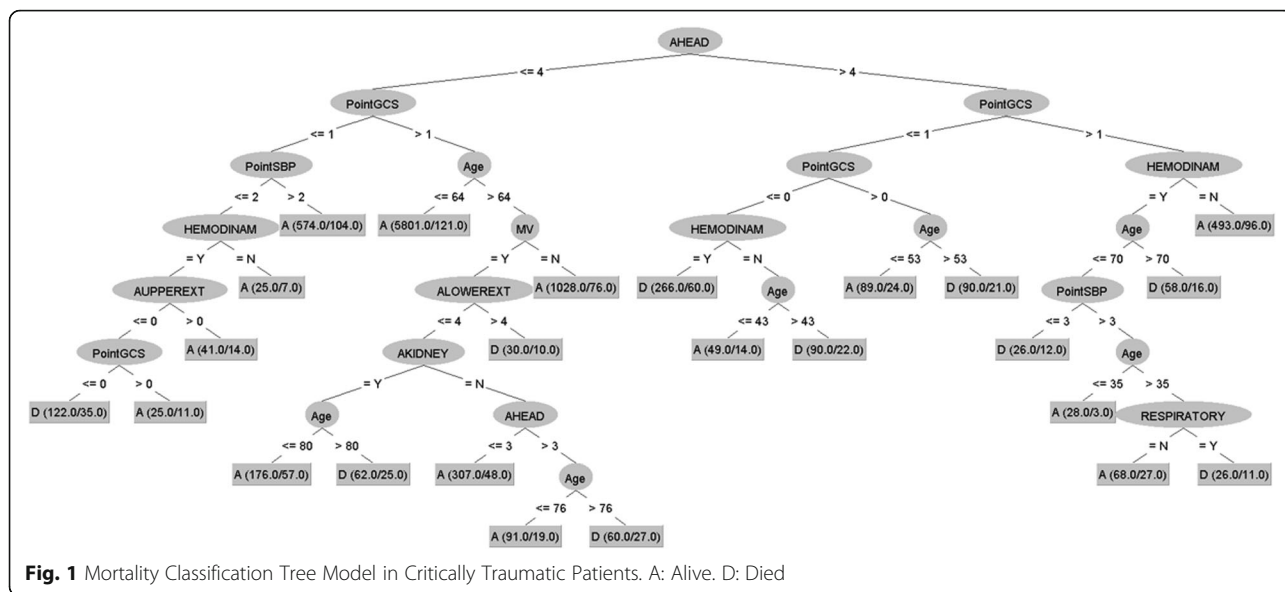 AHEAD
<= 4 > 4
PointGCS PointGCS
<= 1 > 1 <= 1 > 1
PointSBP Age PointGCS HEMODINAM
<= 2 > 2 <= 64 > 64 <= 0 > 0 = Y = N
HEMODINAM A (574.0/104.0) A (5801.0/121.0) MV HEMODINAM Age Age A (493.0/96.0)
= Y = N = Y = N = Y = N <= 53 > 53 <= 70 > 70
AUPPEREXT A (25.0/7.0) ALOWEREXT A (1028.0/76.0) D (266.0/60.0) Age A (89.0/24.0) D (90.0/21.0) PointSBP D (58.0/16.0)
<= 0 > 0 <= 4 > 4 <= 43 > 43 <= 3 > 3
PointGCS A (41.0/14.0) AKIDNEY D (30.0/10.0) A (49.0/14.0) D (90.0/22.0) D (26.0/12.0) Age
<= 0 > 0 = Y = N <= 35 > 35
D (122.0/35.0) A (25.0/11.0) Age AHEAD A (28.0/3.0) RESPIRATORY
<= 80 > 80 <= 3 > 3 = N = Y
A (176.0/57.0) D (62.0/25.0) A (307.0/48.0) Age A (68.0/27.0) D (26.0/11.0)
<= 76 > 76
A (91.0/19.0) D (60.0/27.0)
Fig. 1 Mortality Classification Tree Model in Critically Traumatic Patients. A: Alive. D: Died